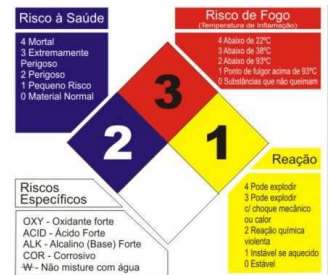 Risco à Saúde
4 Mortal
3 Extremamente
Perigoso
2 Perigoso
1 Pequeno Risco
0 Material Normal
Risco de Fogo
(Temperatura de Inflamação)
4 Abaixo de 22ºC
3 Abaixo de 38ºC
2 Abaixo de 93ºC
1 Ponto de fulgor acima de 93ºC
0 Substâncias que não queimam
3
2
1
Reação
4 Pode explodir
3 Pode explodir
c/ choque mecânico
ou calor
2 Reação química
violenta
1 Instável se aquecido
0 Estável
Riscos
Específicos
OXY - Oxidante forte
ACID - Ácido Forte
ALK - Alcalino (Base) Forte
COR - Corrosivo
W - Não misture com água